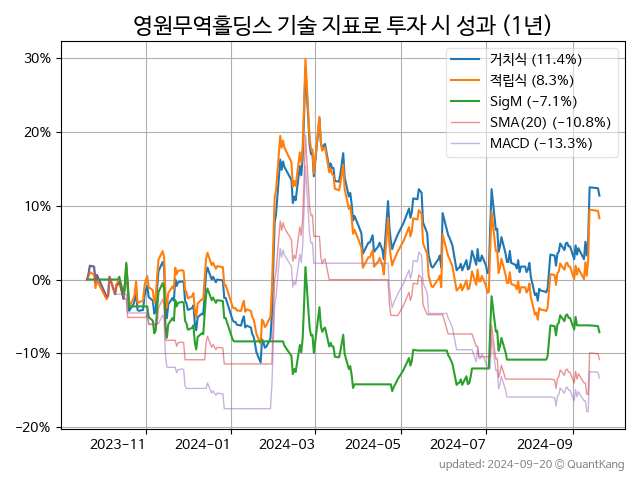 영원무역홀딩스 기술 지표로 투자 시 성과 (1년)
30%
20%
10%
0%
−10%
−20%
거치식 (11.4%)
적립식 (8.3%)
SigM (−7.1%)
SMA(20) (−10.8%)
MACD (−13.3%)
2023−11
2024−01
2024−03
2024−05
2024−07
2024−09
updated: 2024−09−20 © QuantKang